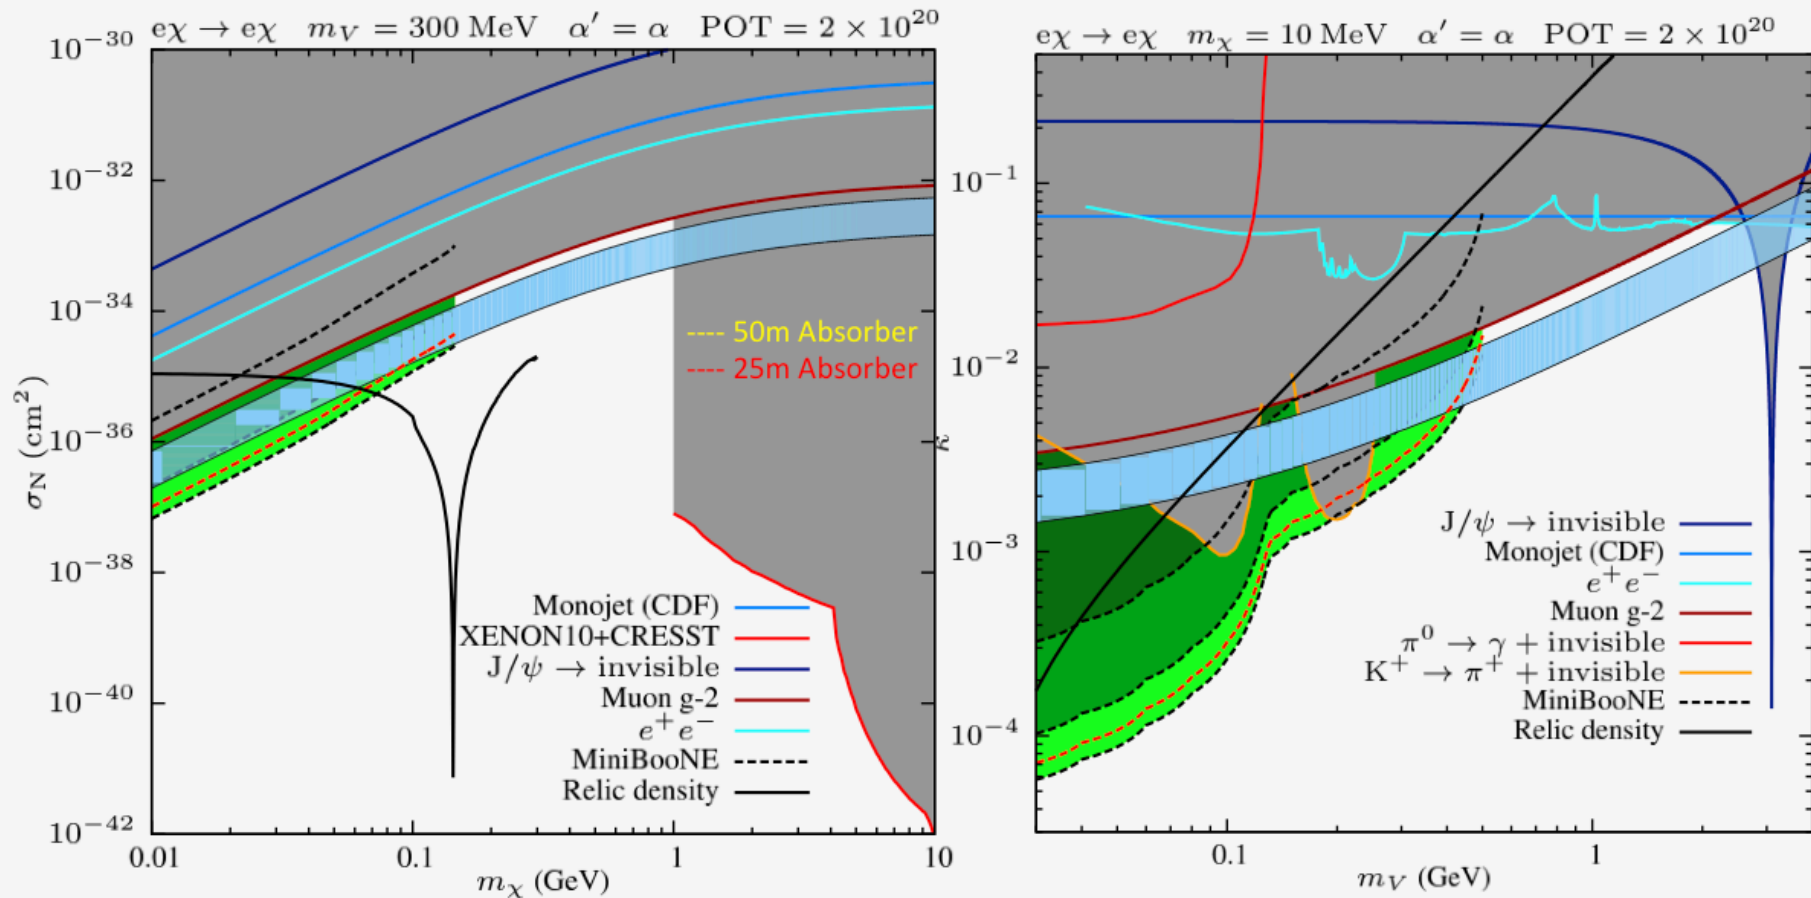 eχ → eχ   m_V = 300 MeV   α′ = α   POT = 2 × 10^20
10^−30
10^−32
10^−34
10^−36
10^−38
10^−40
10^−42
σ_N (cm^2)
---- 50m Absorber
---- 25m Absorber
Monojet (CDF)
XENON10+CRESST
J/ψ → invisible
Muon g-2
e^+e^−
MiniBooNE
Relic density
0.01 0.1 1 10
m_χ (GeV)
eχ → eχ   m_χ = 10 MeV   α′ = α   POT = 2 × 10^20
10^−1
10^−2
10^−3
10^−4
κ
J/ψ → invisible
Monojet (CDF)
e^+e^−
Muon g-2
π^0 → γ + invisible
K^+ → π^+ + invisible
MiniBooNE
Relic density
0.1 1
m_V (GeV)